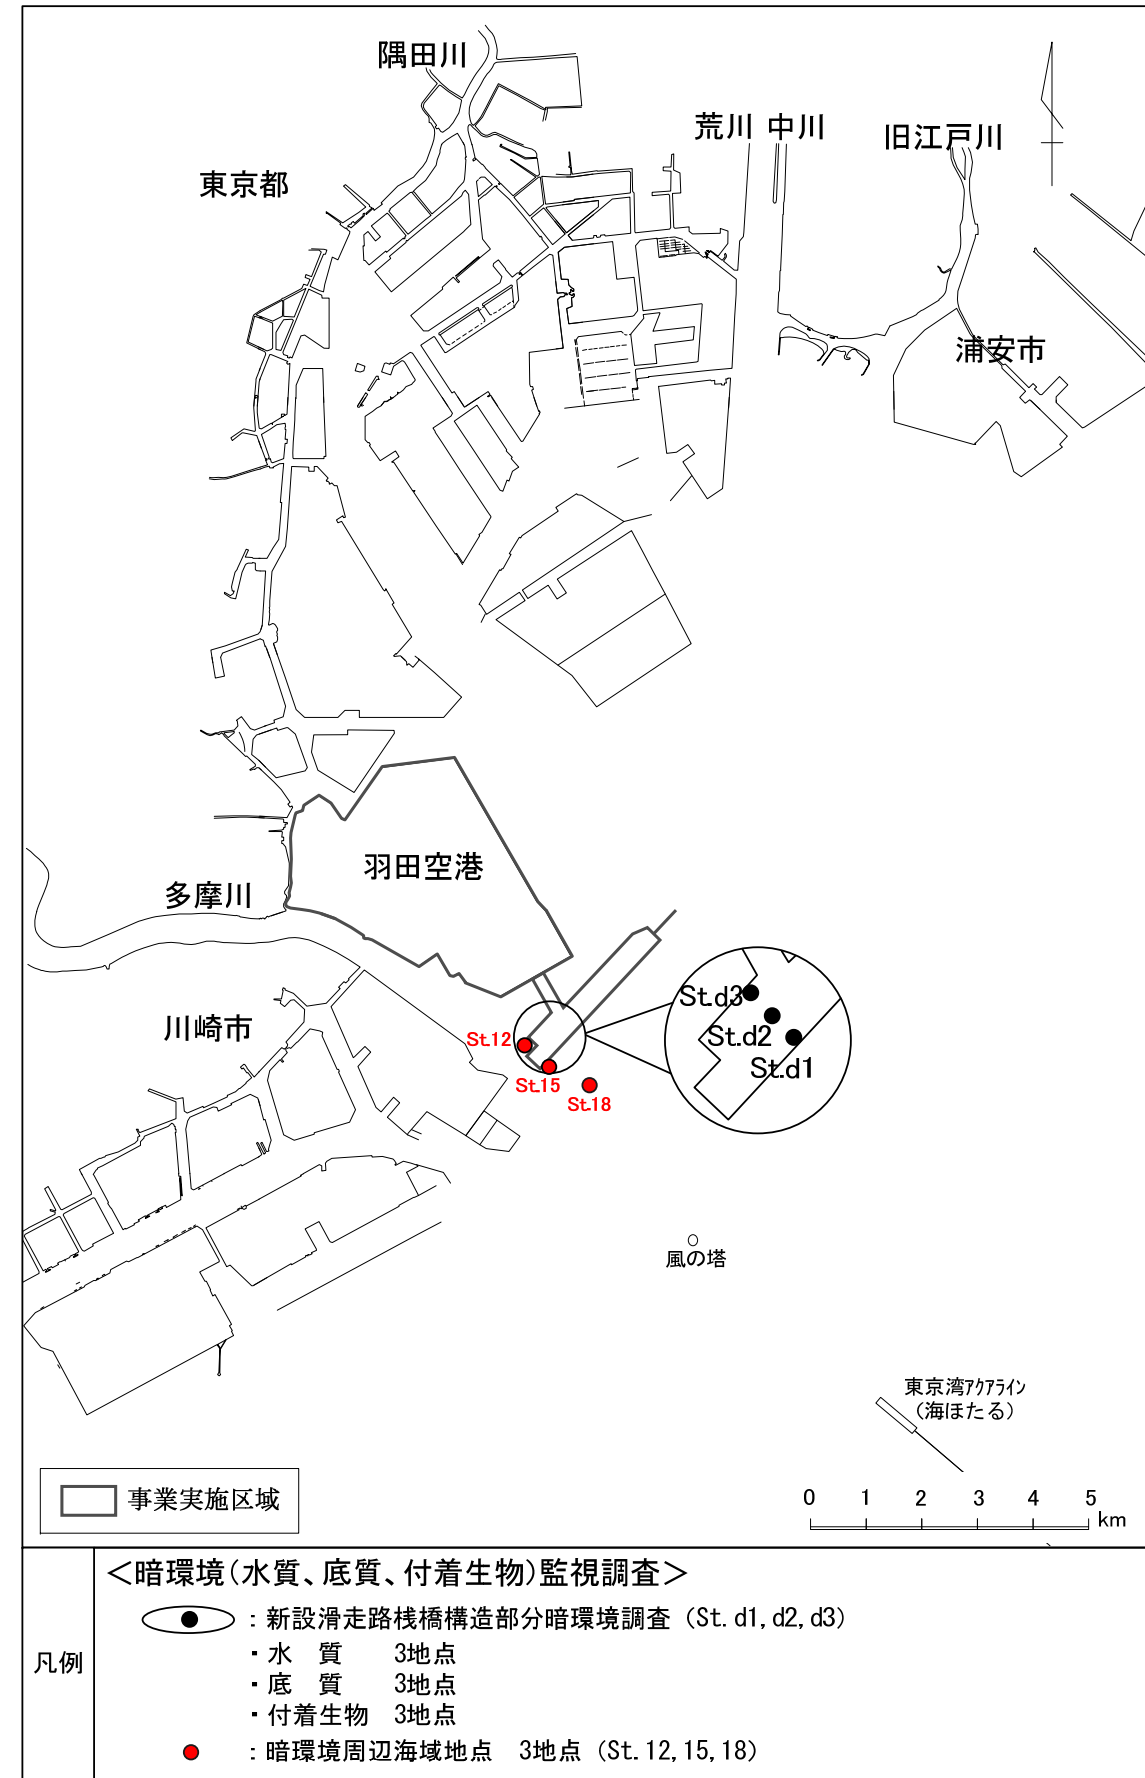 隅田川
荒川 中川
旧江戸川
東京都
浦安市
羽田空港
多摩川
川崎市
St.d3
St.d2
St.d1
St.12
St.15
St.18
風の塔
東京湾ｱｸｱﾗｲﾝ
（海ほたる）
事業実施区域
0 1 2 3 4 5
km
凡例
＜暗環境（水質、底質、付着生物）監視調査＞
：新設滑走路桟橋構造部分暗環境調査（St. d1, d2, d3）
・水　質　　3地点
・底　質　　3地点
・付着生物　3地点
：暗環境周辺海域地点　3地点（St. 12, 15, 18）